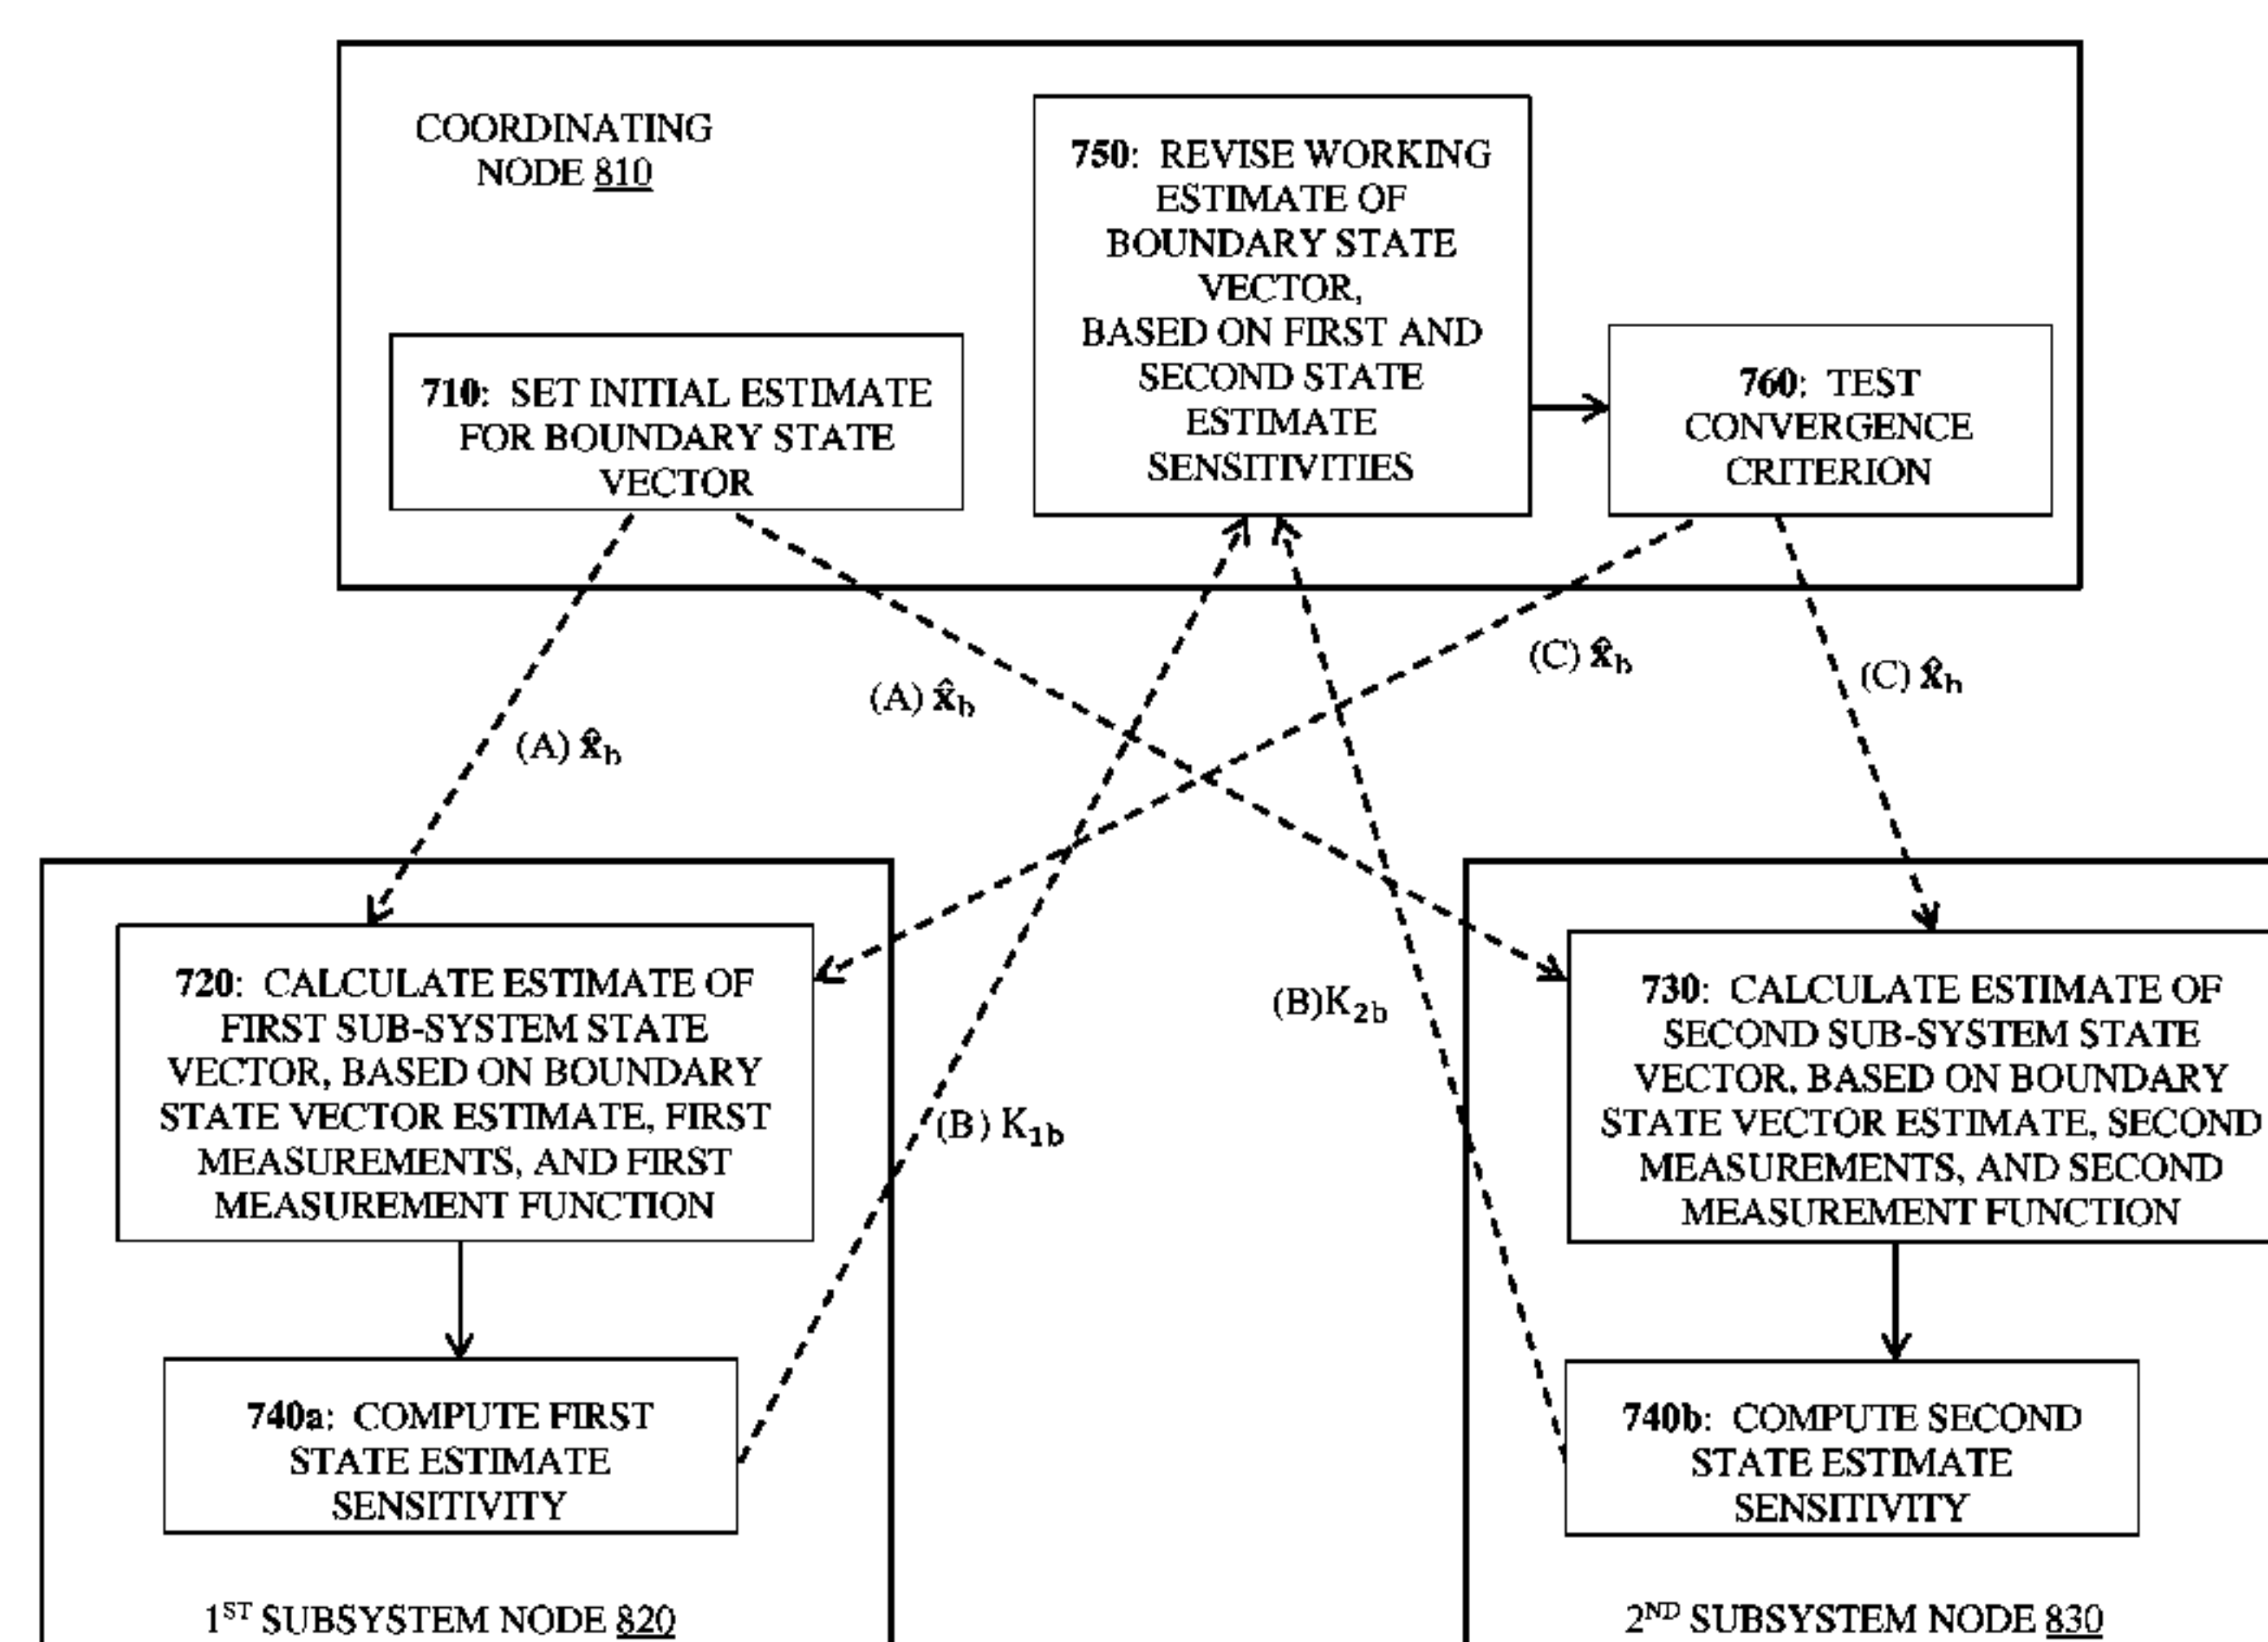 COORDINATING
NODE 810
750: REVISE WORKING
ESTIMATE OF
BOUNDARY STATE
VECTOR,
BASED ON FIRST AND
SECOND STATE
ESTIMATE
SENSITIVITIES
710: SET INITIAL ESTIMATE
FOR BOUNDARY STATE
VECTOR
760: TEST
CONVERGENCE
CRITERION
(A) x̂b
(A) x̂b
(C) x̂b
(C) x̂b
720: CALCULATE ESTIMATE OF
FIRST SUB-SYSTEM STATE
VECTOR, BASED ON BOUNDARY
STATE VECTOR ESTIMATE, FIRST
MEASUREMENTS, AND FIRST
MEASUREMENT FUNCTION
(B) K1b
(B)K2b
730: CALCULATE ESTIMATE OF
SECOND SUB-SYSTEM STATE
VECTOR, BASED ON BOUNDARY
STATE VECTOR ESTIMATE, SECOND
MEASUREMENTS, AND SECOND
MEASUREMENT FUNCTION
740a: COMPUTE FIRST
STATE ESTIMATE
SENSITIVITY
740b: COMPUTE SECOND
STATE ESTIMATE
SENSITIVITY
1ST SUBSYSTEM NODE 820
2ND SUBSYSTEM NODE 830